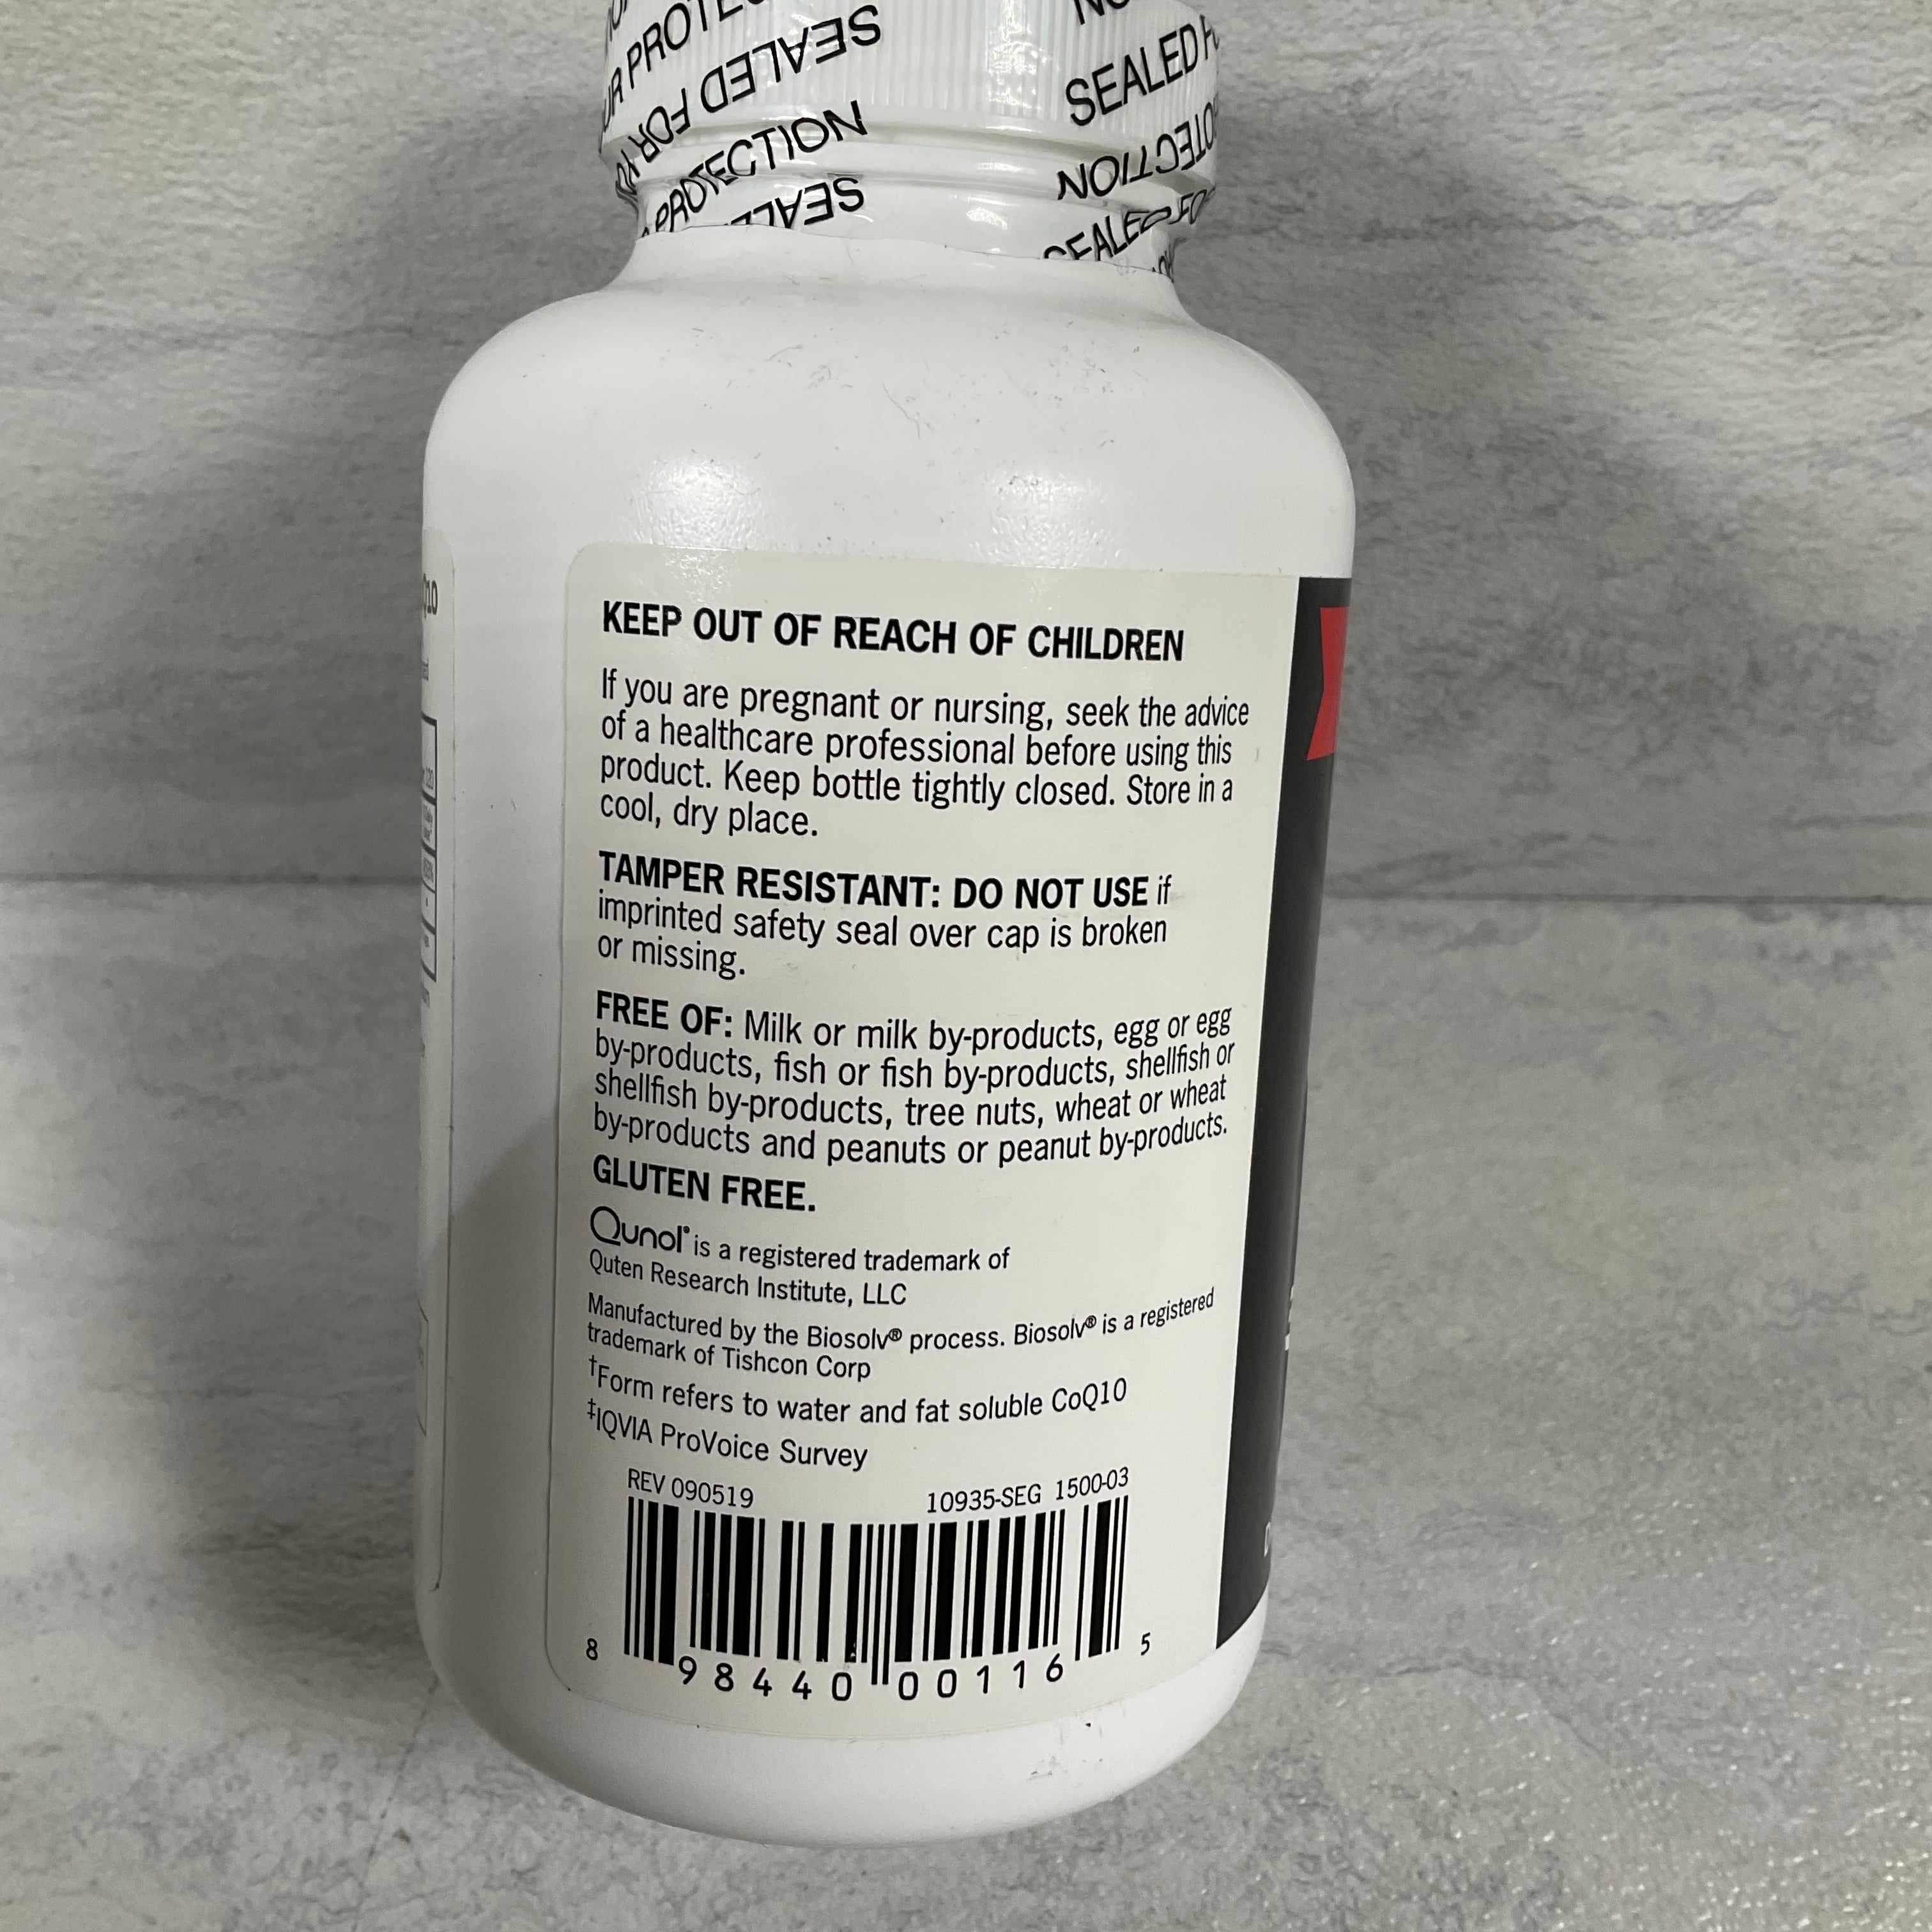 UR PROTEC
SEALED FOR
PROTECTION
SEAL
SEALED
PROTECTION
SEALED FO
Q10
KEEP OUT OF REACH OF CHILDREN
If you are pregnant or nursing, seek the advice
of a healthcare professional before using this
product. Keep bottle tightly closed. Store in a
cool, dry place.
TAMPER RESISTANT: DO NOT USE if
imprinted safety seal over cap is broken
or missing.
FREE OF: Milk or milk by-products, egg or egg
by-products, fish or fish by-products, shellfish or
shellfish by-products, tree nuts, wheat or wheat
by-products and peanuts or peanut by-products.
GLUTEN FREE.
Qunol® is a registered trademark of
Quten Research Institute, LLC
Manufactured by the Biosolv® process. Biosolv® is a registered
trademark of Tishcon Corp
†Form refers to water and fat soluble CoQ10
‡IQVIA ProVoice Survey
REV 090519 10935-SEG 1500-03
8 98440 00116 5